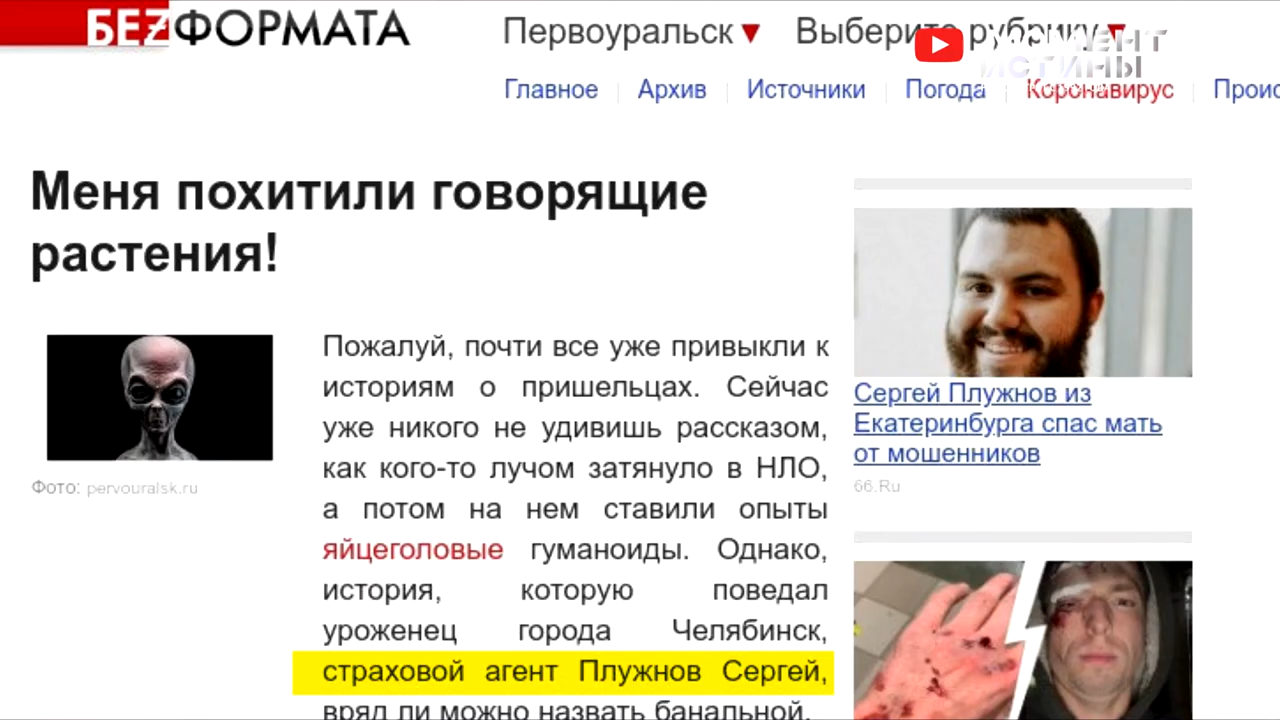 БЕZФОРМАТА
Первоуральск Выберите рубрику
МОМЕНТ
ИСТИНЫ
Главное Архив Источники Погода Коронавирус Проис
Меня похитили говорящие
растения!
Пожалуй, почти все уже привыкли к
историям о пришельцах. Сейчас
уже никого не удивишь рассказом,
как кого-то лучом затянуло в НЛО,
а потом на нем ставили опыты
яйцеголовые гуманоиды. Однако,
история, которую поведал
уроженец города Челябинск,
страховой агент Плужнов Сергей,
вряд ли можно назвать банальной.
Фото: pervouralsk.ru
Сергей Плужнов из
Екатеринбурга спас мать
от мошенников
66.Ru